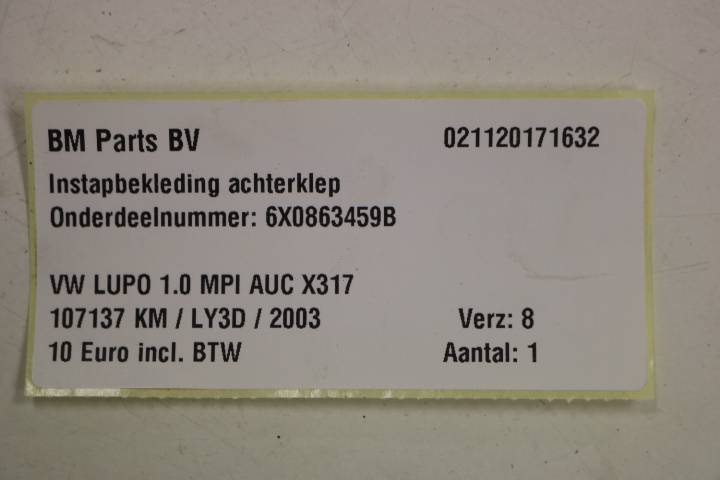 BM Parts BV 021120171632
Instapbekleding achterklep
Onderdeelnummer: 6X0863459B
VW LUPO 1.0 MPI AUC X317
107137 KM / LY3D / 2003 Verz: 8
10 Euro incl. BTW Aantal: 1